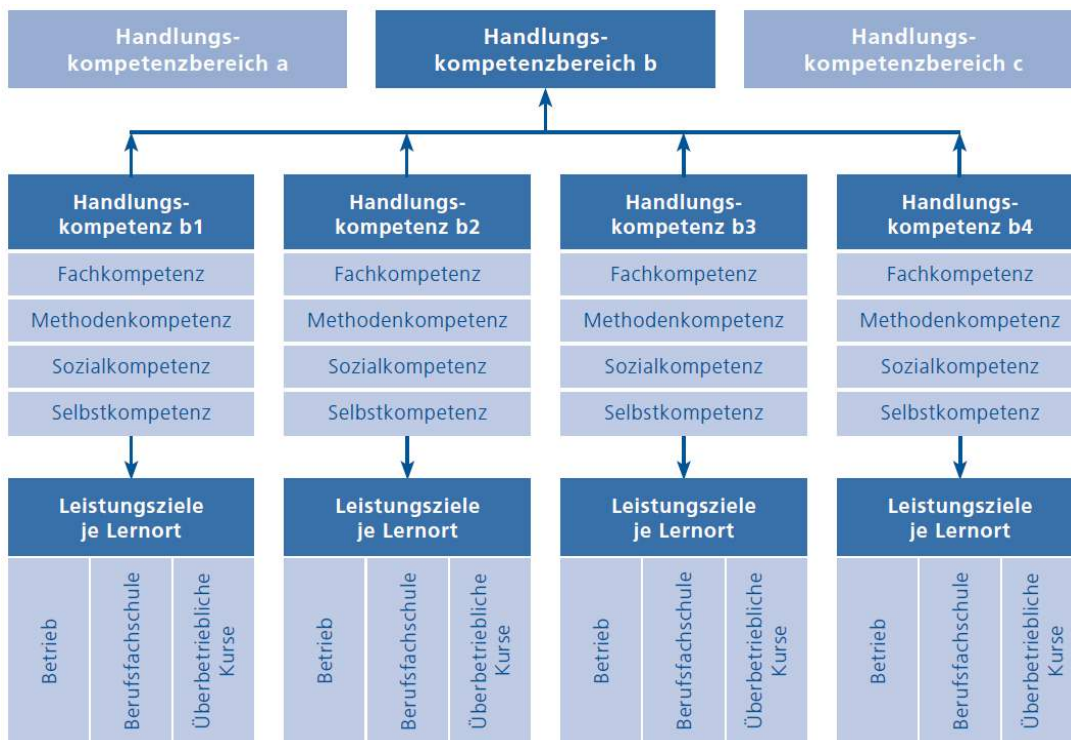 Handlungs-
kompetenzbereich a
Handlungs-
kompetenzbereich b
Handlungs-
kompetenzbereich c
Handlungs-
kompetenz b1
Fachkompetenz
Methodenkompetenz
Sozialkompetenz
Selbstkompetenz
Leistungsziele
je Lernort
Betrieb
Berufsfachschule
Überbetriebliche
Kurse
Handlungs-
kompetenz b2
Fachkompetenz
Methodenkompetenz
Sozialkompetenz
Selbstkompetenz
Leistungsziele
je Lernort
Betrieb
Berufsfachschule
Überbetriebliche
Kurse
Handlungs-
kompetenz b3
Fachkompetenz
Methodenkompetenz
Sozialkompetenz
Selbstkompetenz
Leistungsziele
je Lernort
Betrieb
Berufsfachschule
Überbetriebliche
Kurse
Handlungs-
kompetenz b4
Fachkompetenz
Methodenkompetenz
Sozialkompetenz
Selbstkompetenz
Leistungsziele
je Lernort
Betrieb
Berufsfachschule
Überbetriebliche
Kurse